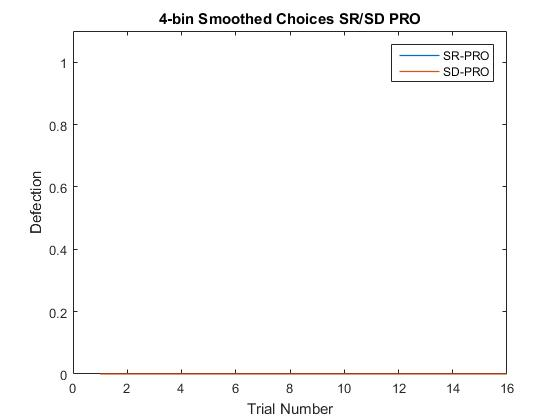 4-bin Smoothed Choices SR/SD PRO
SR-PRO
SD-PRO
1
0.8
0.6
0.4
0.2
0
Defection
0 2 4 6 8 10 12 14 16
Trial Number